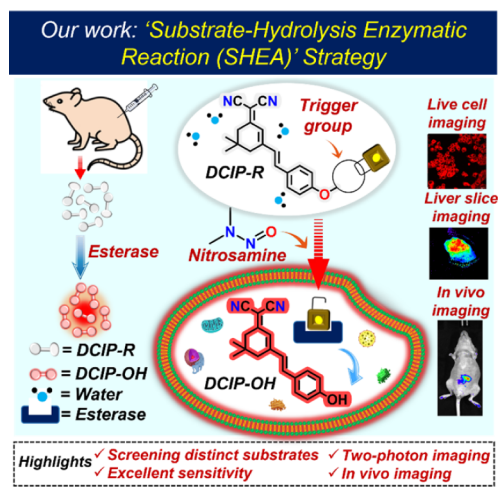 Our work: ‘Substrate-Hydrolysis Enzymatic
Reaction (SHEA)’ Strategy
NC CN
Trigger
group
DCIP-R
O
Live cell
imaging
Liver slice
imaging
In vivo
imaging
Esterase
N N O
Nitrosamine
NC CN
DCIP-OH
OH
= DCIP-R
= DCIP-OH
= Water
= Esterase
Highlights
✓ Screening distinct substrates
✓ Two-photon imaging
✓ Excellent sensitivity
✓ In vivo imaging